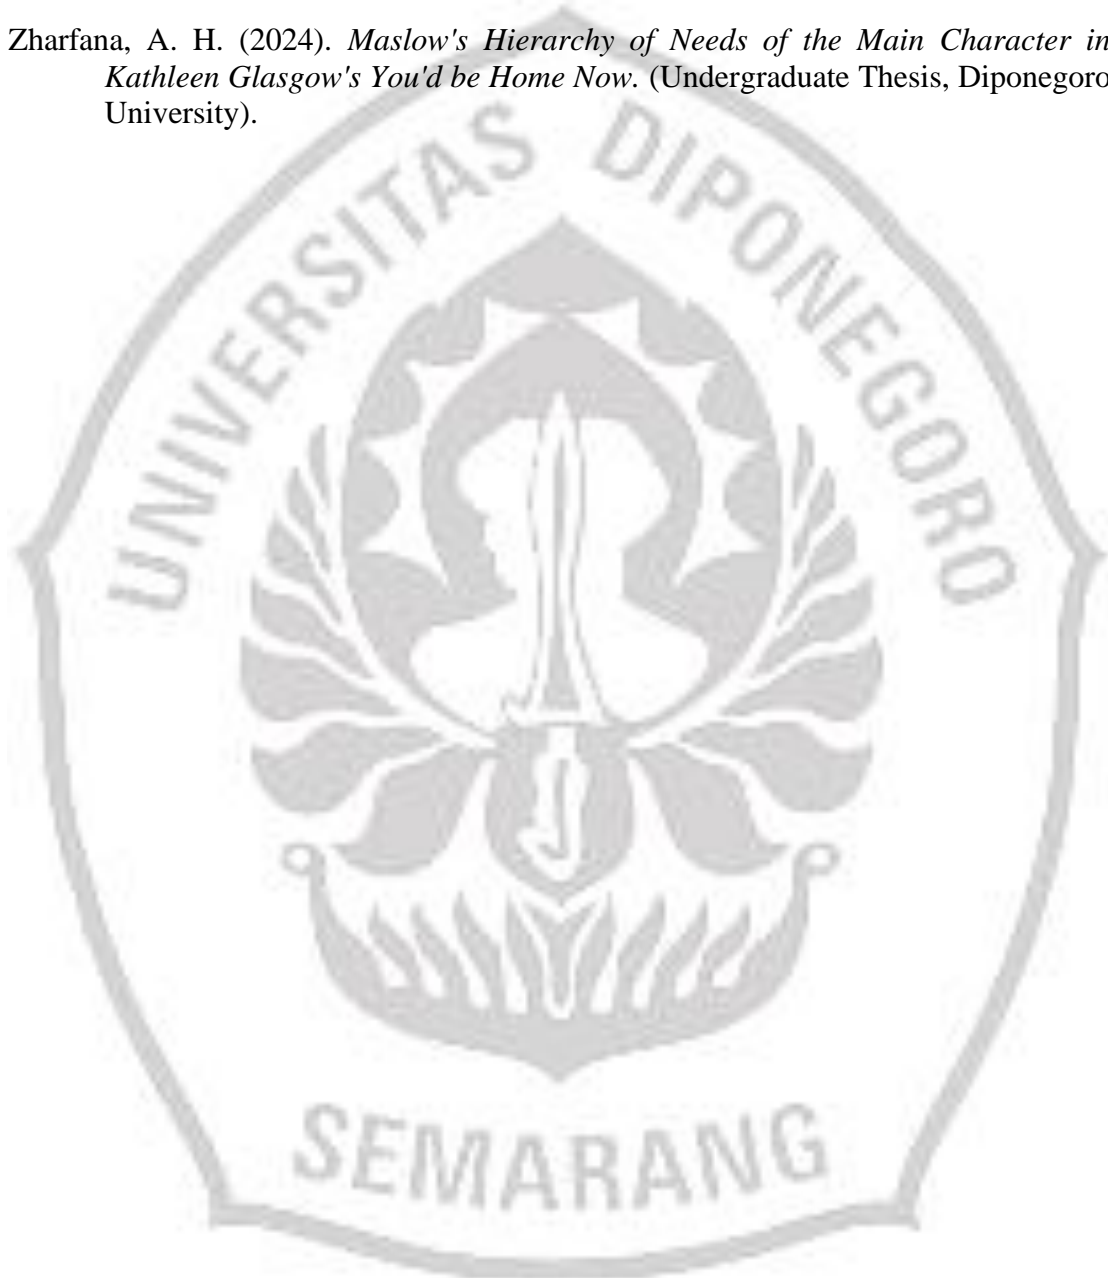 Zharfana, A. H. (2024). Maslow's Hierarchy of Needs of the Main Character in
Kathleen Glasgow's You'd be Home Now. (Undergraduate Thesis, Diponegoro
University).
UNIVERSITAS DIPONEGORO
SEMARANG